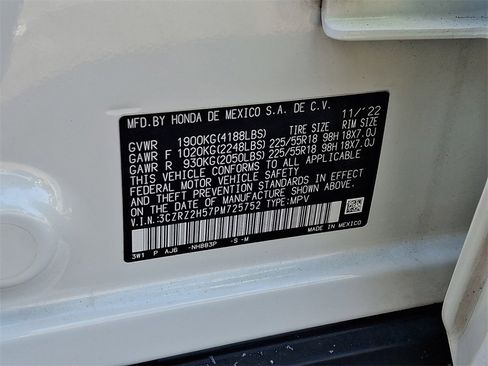 MFD.BY HONDA DE MEXICO S.A. DE C.V. 11/'22
GVWR 1900KG(4188LBS) TIRE SIZE RIM SIZE
GAWR F 1020KG(2248LBS) 225/55R18 98H 18X7.0J
GAWR R 930KG(2050LBS) 225/55R18 98H 18X7.0J
THIS VEHICLE CONFORMS TO ALL APPLICABLE
FEDERAL MOTOR VEHICLE SAFETY
AND THEFT PREVENTION STANDARDS IN EFFECT
ON THE DATE OF MANUFACTURE SHOWN ABOVE.
V.I.N.:3CZRZ2H57PM725752 TYPE:MPV
3W1 P AJ6 -NH883P -S -M
MADE IN MEXICO